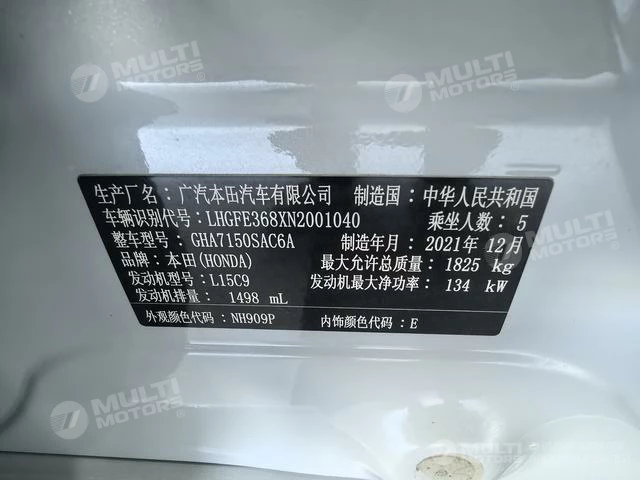 MULTI
MOTORS
MULTI
MOTORS
生产厂名：广汽本田汽车有限公司 制造国：中华人民共和国
车辆识别代号：LHGFE368XN2001040 乘坐人数：5
整车型号：GHA7150SAC6A 制造年月：2021年12月
品牌：本田(HONDA) 最大允许总质量：1825 kg
发动机型号：L15C9 发动机最大净功率：134 kW
发动机排量：1498 mL
外观颜色代码：NH909P 内饰颜色代码：E
MULTI
MOTORS
MULTI
MOTORS